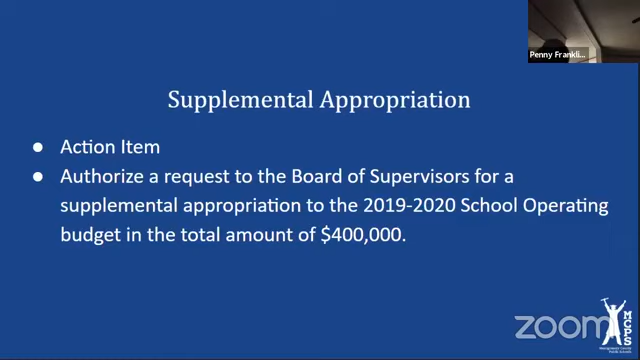 Penny Frankli...
Supplemental Appropriation
● Action Item
● Authorize a request to the Board of Supervisors for a
supplemental appropriation to the 2019-2020 School Operating
budget in the total amount of $400,000.
zoom
MCPS